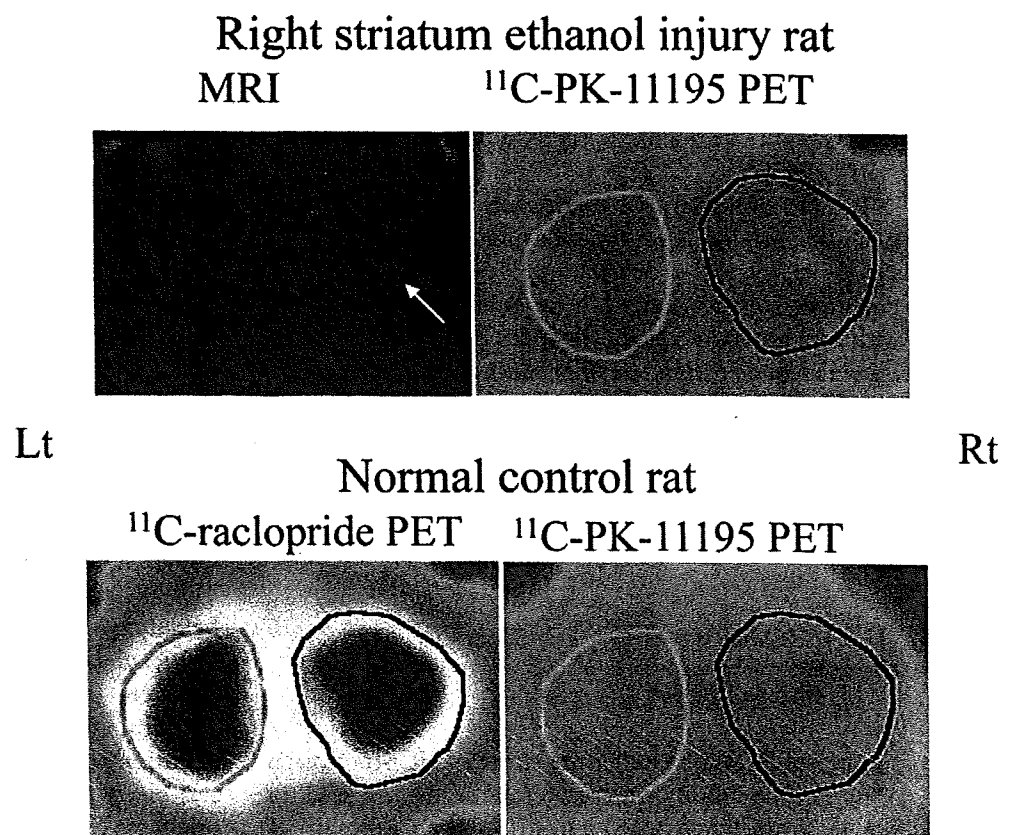 Right striatum ethanol injury rat
MRI ¹¹C-PK-11195 PET
Lt Rt
Normal control rat
¹¹C-raclopride PET ¹¹C-PK-11195 PET